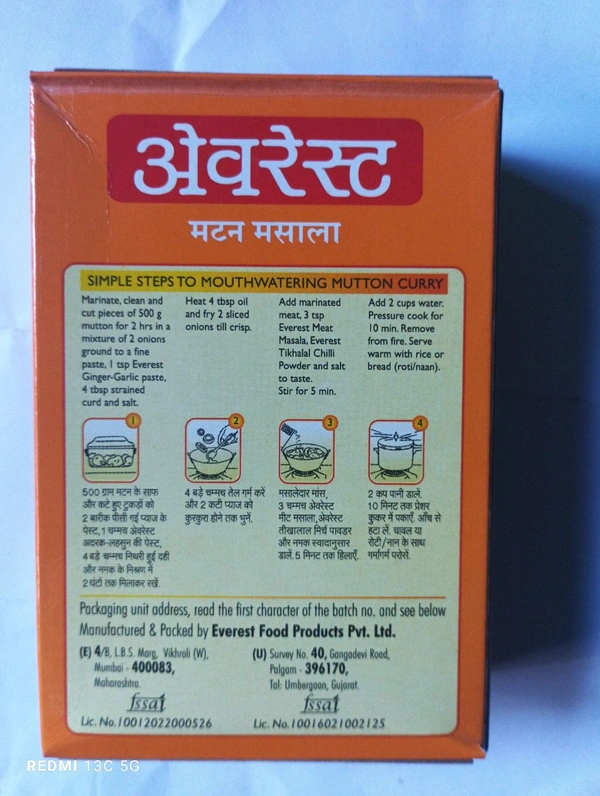 अेवरेस्ट
मटन मसाला
SIMPLE STEPS TO MOUTHWATERING MUTTON CURRY
Marinate, clean and
cut pieces of 500 g
mutton for 2 hrs in a
mixture of 2 onions
ground to a fine
paste, 1 tsp Everest
Ginger-Garlic paste,
4 tbsp strained
curd and salt.
Heat 4 tbsp oil
and fry 2 sliced
onions till crisp.
Add marinated
meat, 3 tsp
Everest Meat
Masala, Everest
Tikhalal Chilli
Powder and salt
to taste.
Stir for 5 min.
Add 2 cups water.
Pressure cook for
10 min. Remove
from fire. Serve
warm with rice or
bread (roti/naan).
1
2
3
4
500 ग्राम मटन के साफ
और कटे हुए टुकड़ों को
2 बारीक पीसी गई प्याज के
पेस्ट, 1 चम्मच अेवरेस्ट
अदरक-लहसुन की पेस्ट,
4 बड़े चम्मच निथरी हुई दही
और नमक के मिश्रण में
2 घंटों तक मिलाकर रखें.
4 बड़े चम्मच तेल गर्म करें
और 2 कटी प्याज को
कुरकुरा होने तक भुनें.
मसालेदार मांस,
3 चम्मच अेवरेस्ट
मीट मसाला, अेवरेस्ट
तीखालाल मिर्च पावडर
और नमक स्वादानुसार
डालें. 5 मिनट तक हिलाएँ.
2 कप पानी डालें.
10 मिनट तक प्रेशर
कुकर में पकाएँ. आँच से
हटा लें. चावल या
रोटी/नान के साथ
गर्मागर्म परोसें.
Packaging unit address, read the first character of the batch no. and see below
Manufactured & Packed by Everest Food Products Pvt. Ltd.
(E) 4/B, L.B.S. Marg, Vikhroli (W),
Mumbai - 400083,
Maharashtra.
fssai
Lic. No.10012022000526
(U) Survey No. 40, Gangadevi Road,
Palgam - 396170,
Tal: Umbergaon, Gujarat.
fssai
Lic. No.10016021002125
REDMI 13C 5G